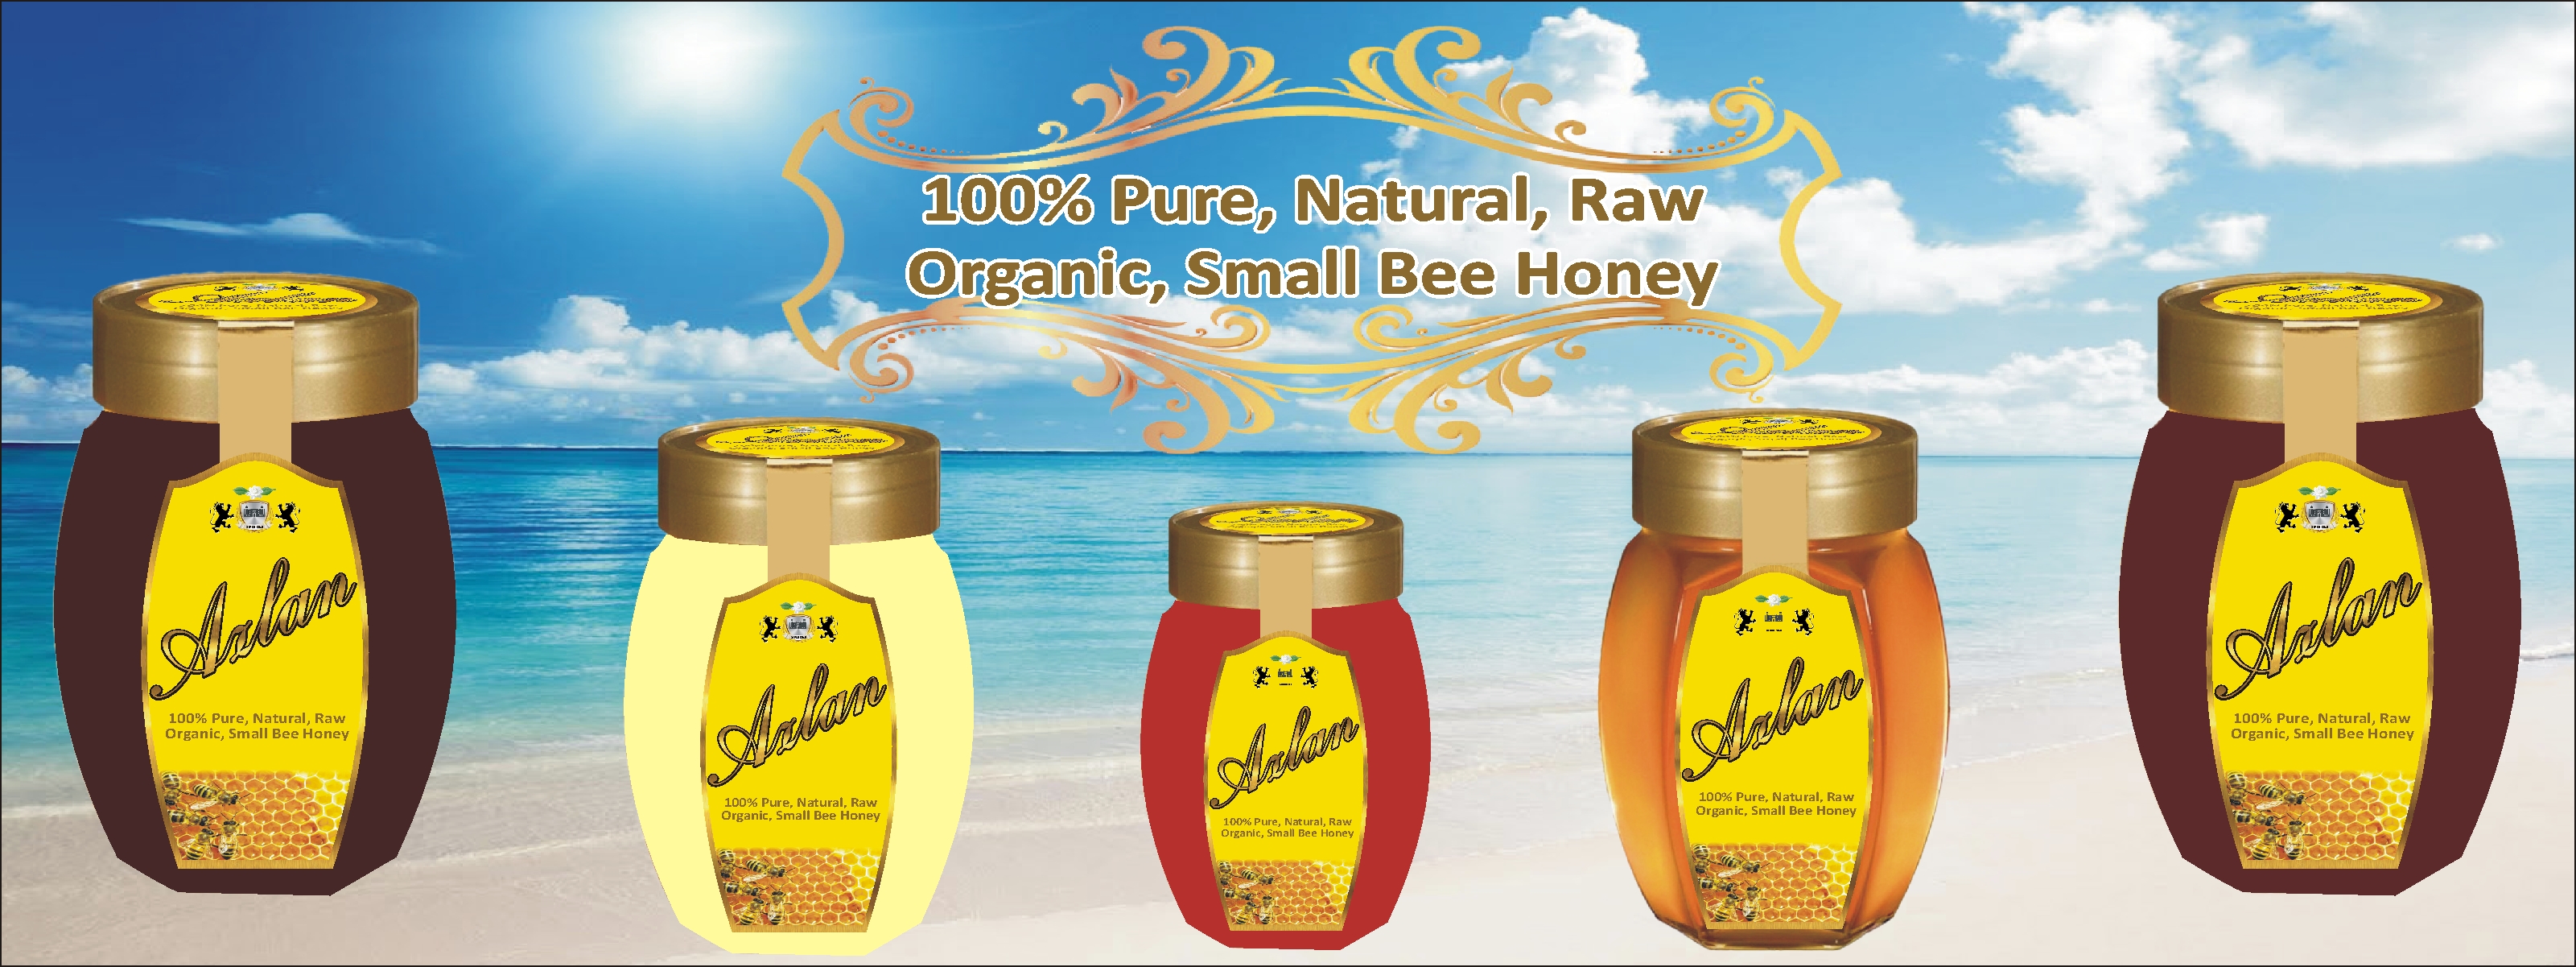 100% Pure, Natural, Raw
Organic, Small Bee Honey
Azlan
100% Pure, Natural, Raw
Organic, Small Bee Honey
Azlan
100% Pure, Natural, Raw
Organic, Small Bee Honey
Azlan
100% Pure, Natural, Raw
Organic, Small Bee Honey
Azlan
100% Pure, Natural, Raw
Organic, Small Bee Honey
Azlan
100% Pure, Natural, Raw
Organic, Small Bee Honey